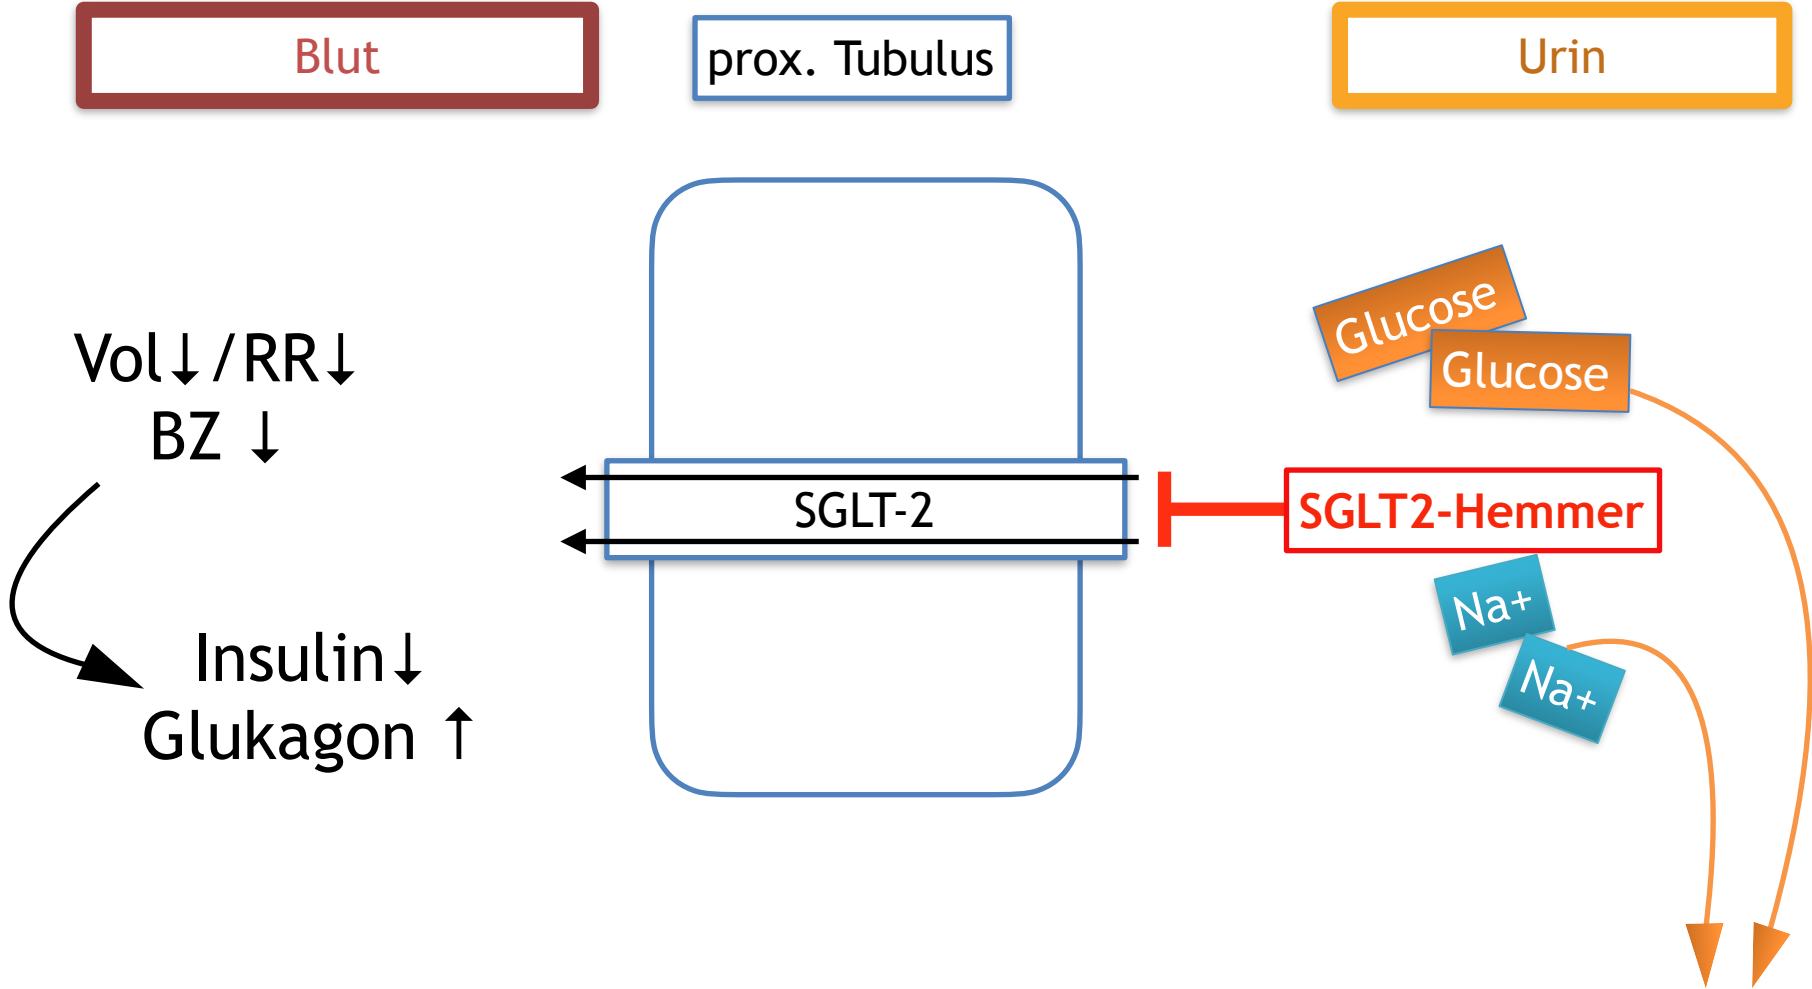 Blut
prox. Tubulus
Urin
Glucose
Glucose
Vol↓/RR↓
BZ ↓
SGLT-2
SGLT2-Hemmer
Na+
Na+
Insulin↓
Glukagon ↑